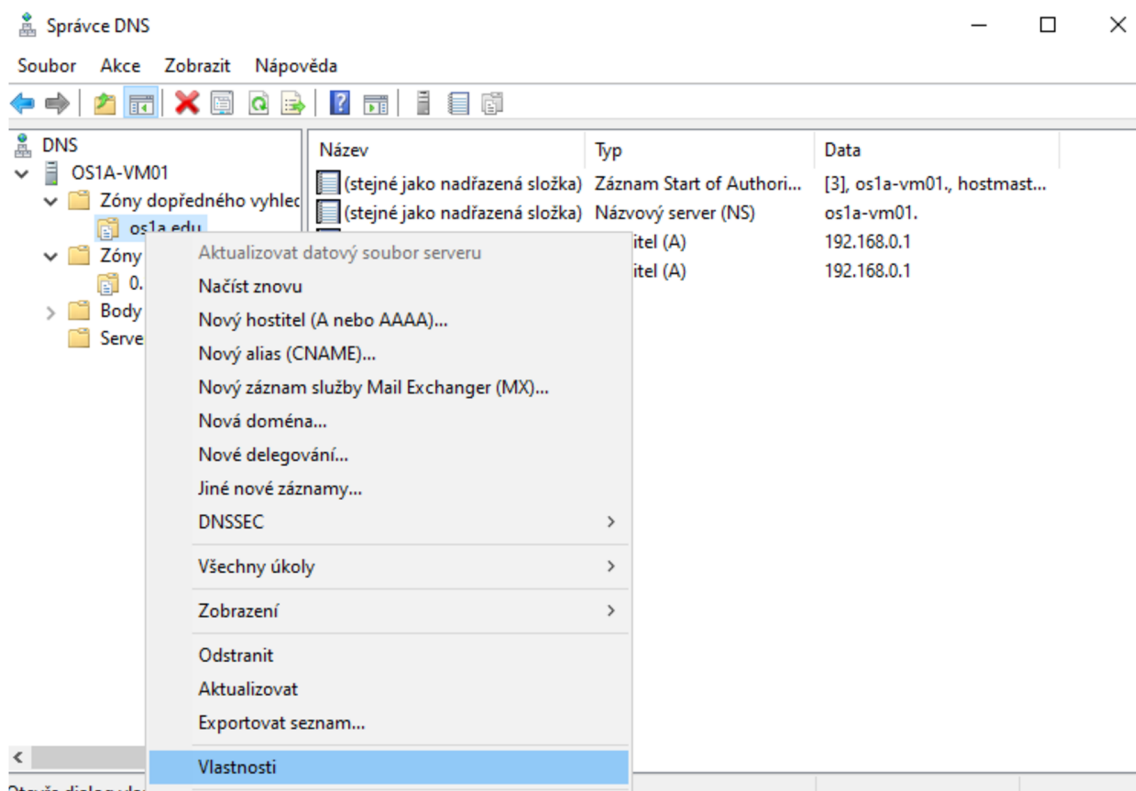 Správce DNS
Soubor Akce Zobrazit Nápověda
DNS
OS1A-VM01
Zóny dopředného vyhled
os1a.edu
Zóny
0.
Body
Serve
Název Typ Data
(stejné jako nadřazená složka) Záznam Start of Authori... [3], os1a-vm01., hostmast...
(stejné jako nadřazená složka) Názvový server (NS) os1a-vm01.
itel (A) 192.168.0.1
itel (A) 192.168.0.1
Aktualizovat datový soubor serveru
Načíst znovu
Nový hostitel (A nebo AAAA)...
Nový alias (CNAME)...
Nový záznam služby Mail Exchanger (MX)...
Nová doména...
Nové delegování...
Jiné nové záznamy...
DNSSEC
Všechny úkoly
Zobrazení
Odstranit
Aktualizovat
Exportovat seznam...
Vlastnosti